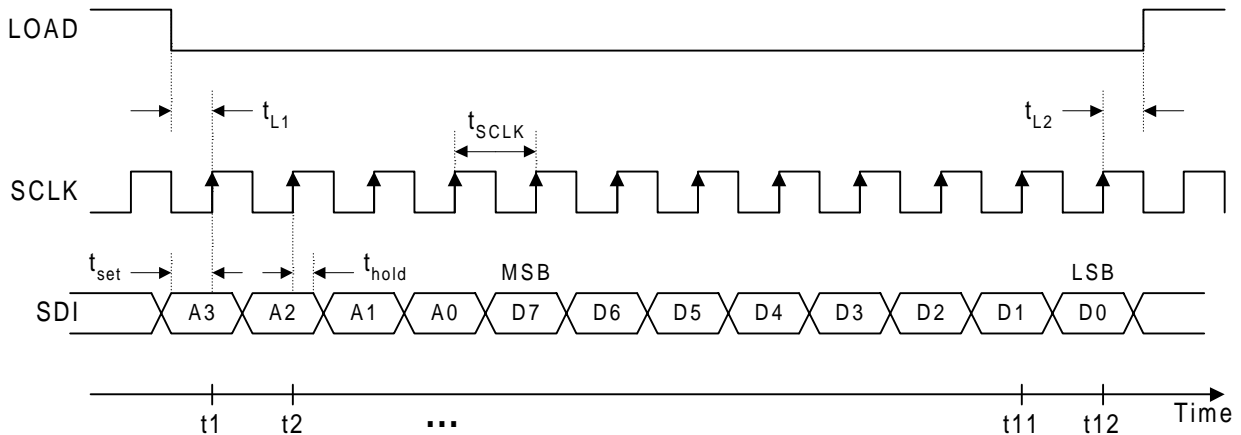 LOAD
tL1
tSCLK
tL2
SCLK
tset
thold
MSB
LSB
SDI
A3 A2 A1 A0 D7 D6 D5 D4 D3 D2 D1 D0
t1 t2 ... t11 t12 Time